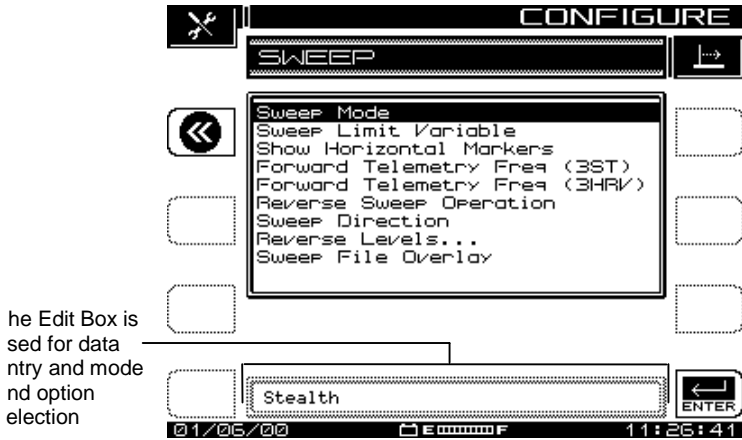 CONFIGURE
SWEEP
Sweep Mode
Sweep Limit Variable
Show Horizontal Markers
Forward Telemetry Freq (3ST)
Forward Telemetry Freq (3HRV)
Reverse Sweep Operation
Sweep Direction
Reverse Levels...
Sweep File Overlay
he Edit Box is
sed for data
ntry and mode
nd option
election
Stealth
ENTER
01/06/00 E F 11:26:41